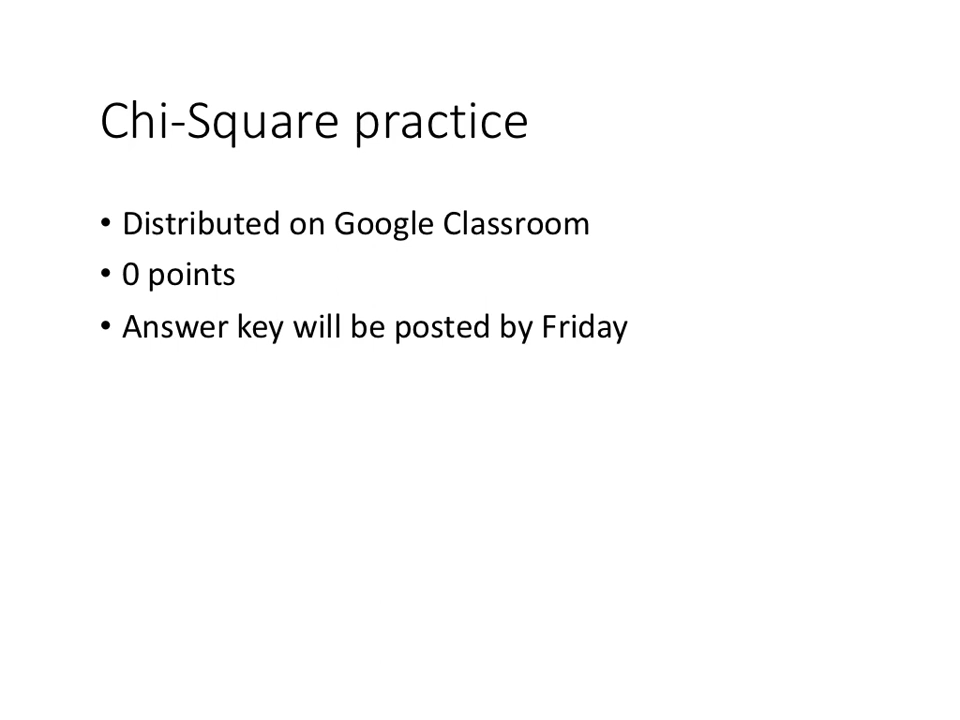 Chi-Square practice
• Distributed on Google Classroom
• 0 points
• Answer key will be posted by Friday